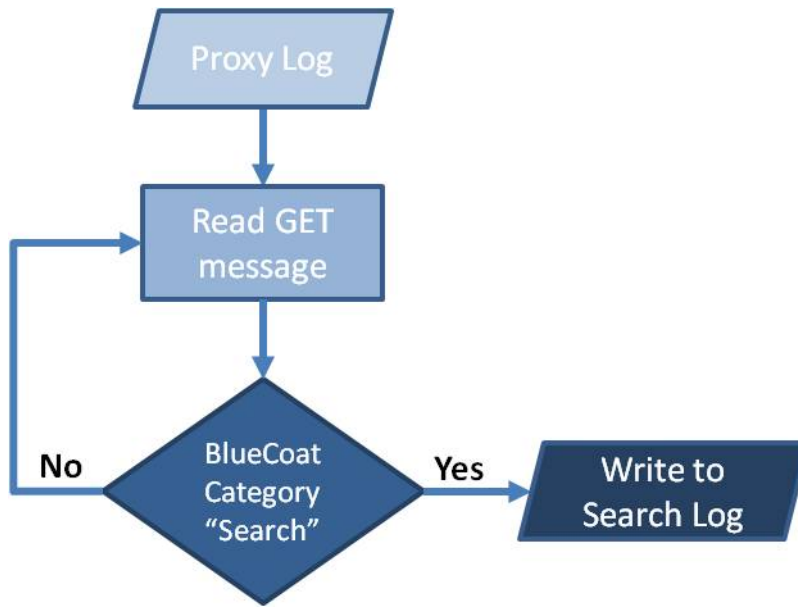 Proxy Log
Read GET
message
BlueCoat
Category
“Search”
No
Yes
Write to
Search Log